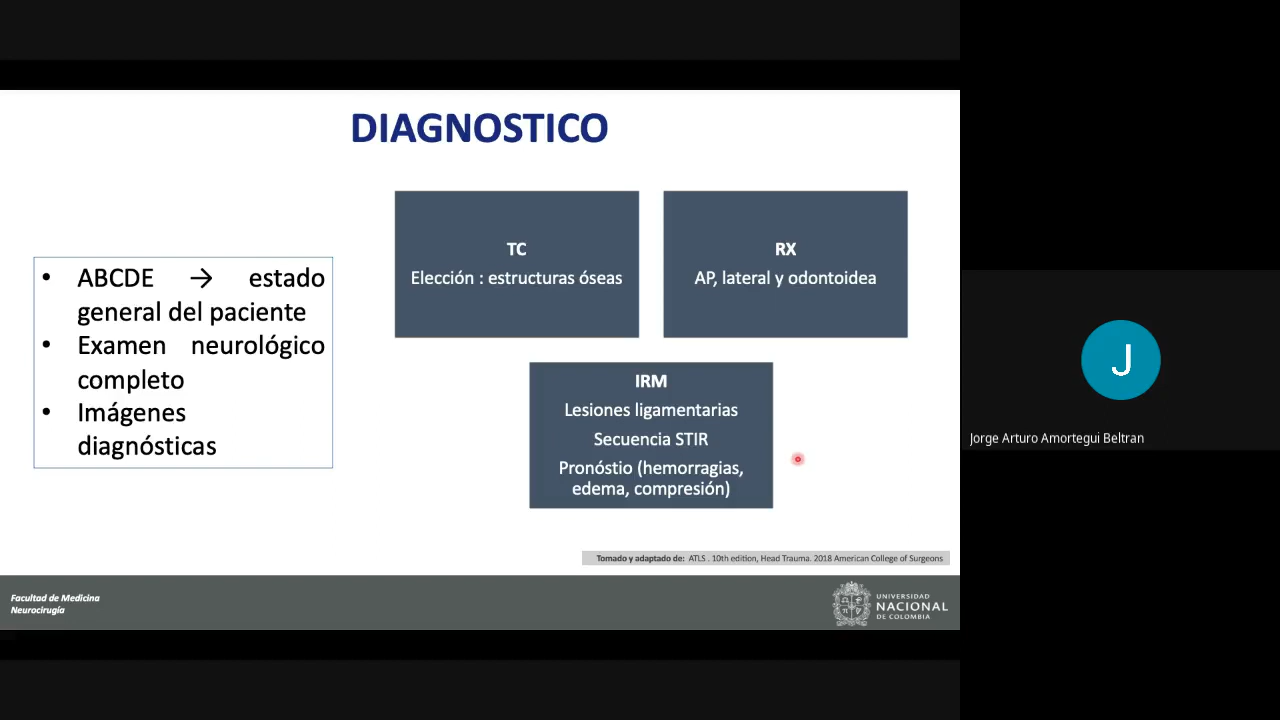 DIAGNOSTICO
• ABCDE → estado
general del paciente
• Examen neurológico
completo
• Imágenes
diagnósticas
TC
Elección : estructuras óseas
RX
AP, lateral y odontoidea
IRM
Lesiones ligamentarias
Secuencia STIR
Pronóstio (hemorragias,
edema, compresión)
Tomado y adaptado de: ATLS . 10th edition, Head Trauma. 2018 American College of Surgeons
Facultad de Medicina
Neurocirugía
UNIVERSIDAD
NACIONAL
DE COLOMBIA
J
Jorge Arturo Amortegui Beltran